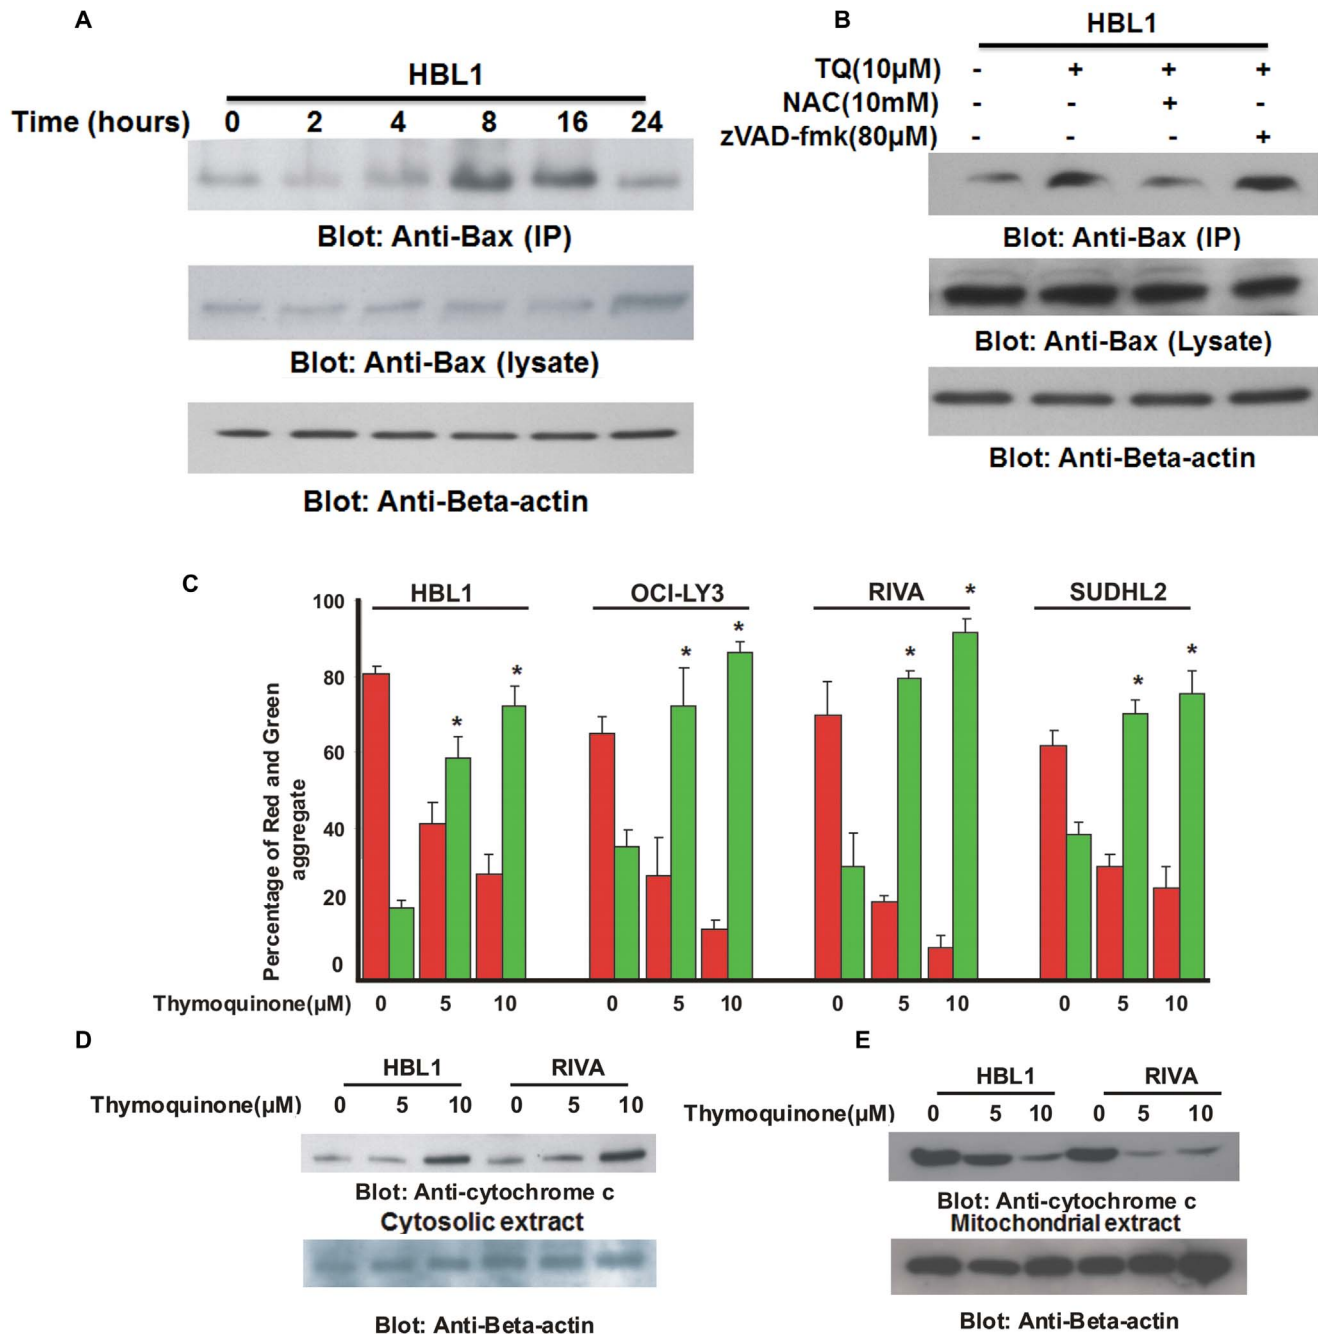 A
HBL1
Time (hours) 0 2 4 8 16 24
Blot: Anti-Bax (IP)
Blot: Anti-Bax (lysate)
Blot: Anti-Beta-actin
B
HBL1
TQ(10µM) - + + +
NAC(10mM) - - + -
zVAD-fmk(80µM) - - - +
Blot: Anti-Bax (IP)
Blot: Anti-Bax (Lysate)
Blot: Anti-Beta-actin
C
HBL1 OCI-LY3 RIVA SUDHL2
* * * * * * * *
Percentage of Red and Green
aggregate
100
80
60
40
20
0
Thymoquinone(µM) 0 5 10 0 5 10 0 5 10 0 5 10
D
HBL1 RIVA
Thymoquinone(µM) 0 5 10 0 5 10
Blot: Anti-cytochrome c
Cytosolic extract
Blot: Anti-Beta-actin
E
HBL1 RIVA
Thymoquinone(µM) 0 5 10 0 5 10
Blot: Anti-cytochrome c
Mitochondrial extract
Blot: Anti-Beta-actin